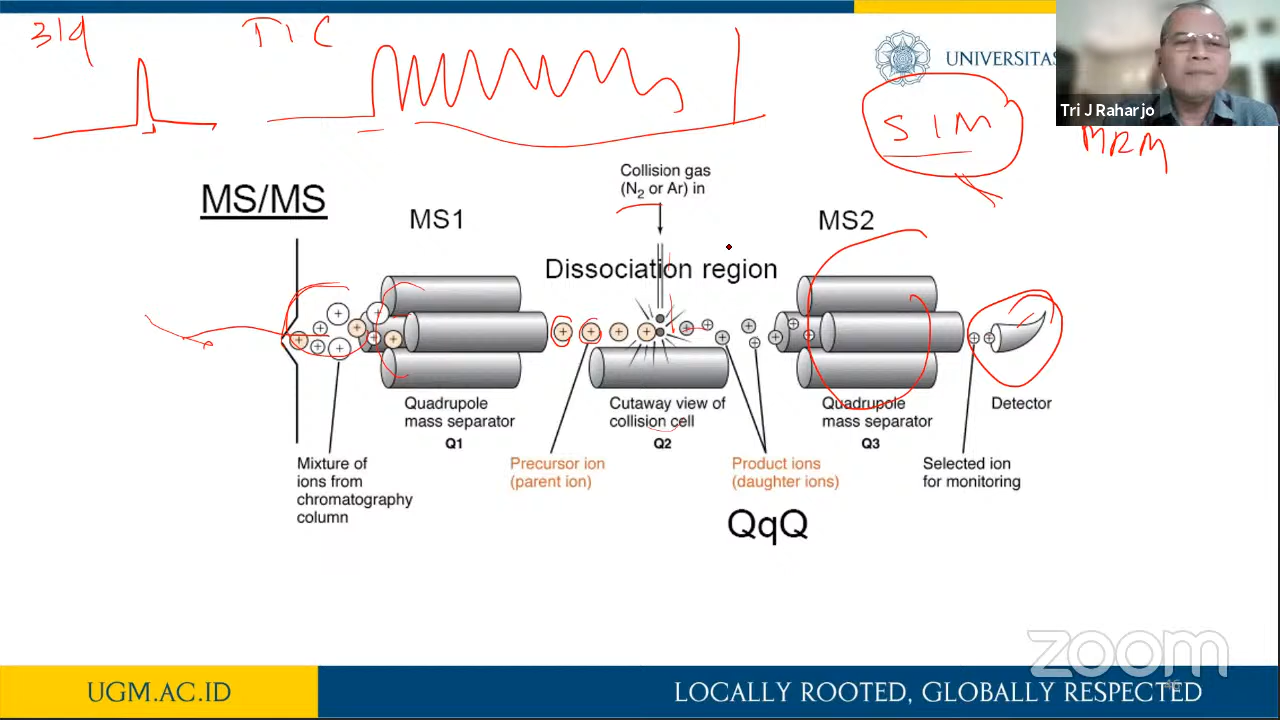 319
TIC
SIM
MRM
UNIVERSITAS
Tri J Raharjo
MS/MS
MS1
Collision gas
(N₂ or Ar) in
MS2
Dissociation region
Quadrupole
mass separator
Q1
Cutaway view of
collision cell
Q2
Quadrupole
mass separator
Q3
Detector
Mixture of
ions from
chromatography
column
Precursor ion
(parent ion)
Product ions
(daughter ions)
Selected ion
for monitoring
QqQ
zoom
UGM.AC.ID
LOCALLY ROOTED, GLOBALLY RESPECTED